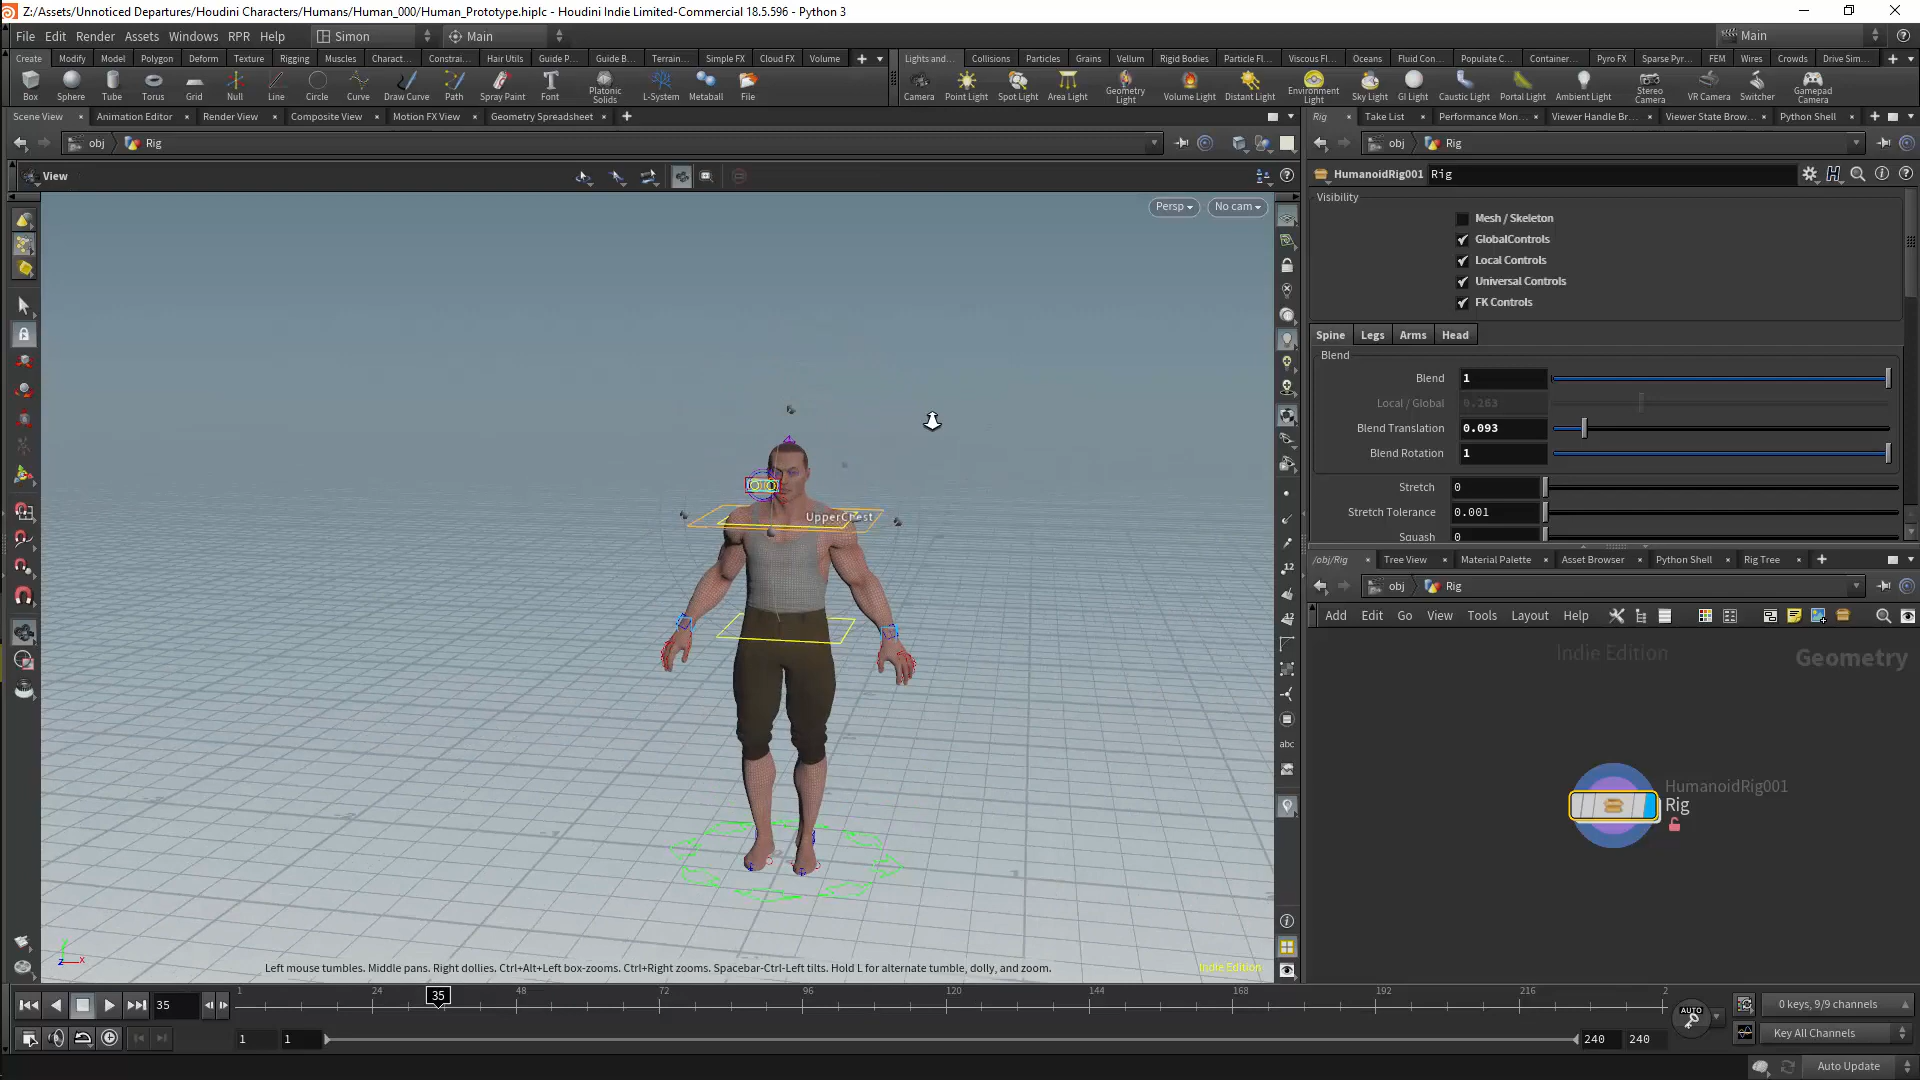 Z:/Assets/Unnoticed Departures/Houdini Characters/Humans/Human_000/Human_Prototype.hiplc - Houdini Indie Limited-Commercial 18.5.596 - Python 3
File Edit Render Assets Windows RPR Help Simon Main Main
Create Modify Model Polygon Deform Texture Rigging Muscles Charact... Constrai... Hair Utils Guide P... Guide B... Terrain... Simple FX Cloud FX Volume
Lights and... Collisions Particles Grains Vellum Rigid Bodies Particle Fl... Viscous Fl... Oceans Fluid Con... Populate C... Container... Pyro FX Sparse Pyr... FEM Wires Crowds Drive Sim...
Box Sphere Tube Torus Grid Null Line Circle Curve Draw Curve Path Spray Paint Font Platonic Solids L-System Metaball File
Camera Point Light Spot Light Area Light Geometry Light Volume Light Distant Light Environment Light Sky Light GI Light Caustic Light Portal Light Ambient Light Stereo Camera VR Camera Switcher Gamepad Camera
Scene View Animation Editor Render View Composite View Motion FX View Geometry Spreadsheet
Rig Take List Performance Mon... Viewer Handle Br... Viewer State Brow... Python Shell
obj Rig
obj Rig
View
HumanoidRig001 Rig
Persp No cam
Visibility
Mesh / Skeleton
GlobalControls
Local Controls
Universal Controls
FK Controls
Spine Legs Arms Head
Blend
Blend 1
Local / Global 0.283
Blend Translation 0.093
Blend Rotation 1
Stretch 0
Stretch Tolerance 0.001
Squash 0
UpperChest
/obj/Rig Tree View Material Palette Asset Browser Python Shell Rig Tree
obj Rig
Add Edit Go View Tools Layout Help
Indie Edition Geometry
HumanoidRig001
Rig
12
abc
Left mouse tumbles. Middle pans. Right dollies. Ctrl+Alt+Left box-zooms. Ctrl+Right zooms. Spacebar-Ctrl-Left tilts. Hold L for alternate tumble, dolly, and zoom.
Indie Edition
35 1 24 35 48 72 96 120 144 168 192 216 2
AUTO
0 keys, 9/9 channels
1 1 240 240
Key All Channels
Auto Update